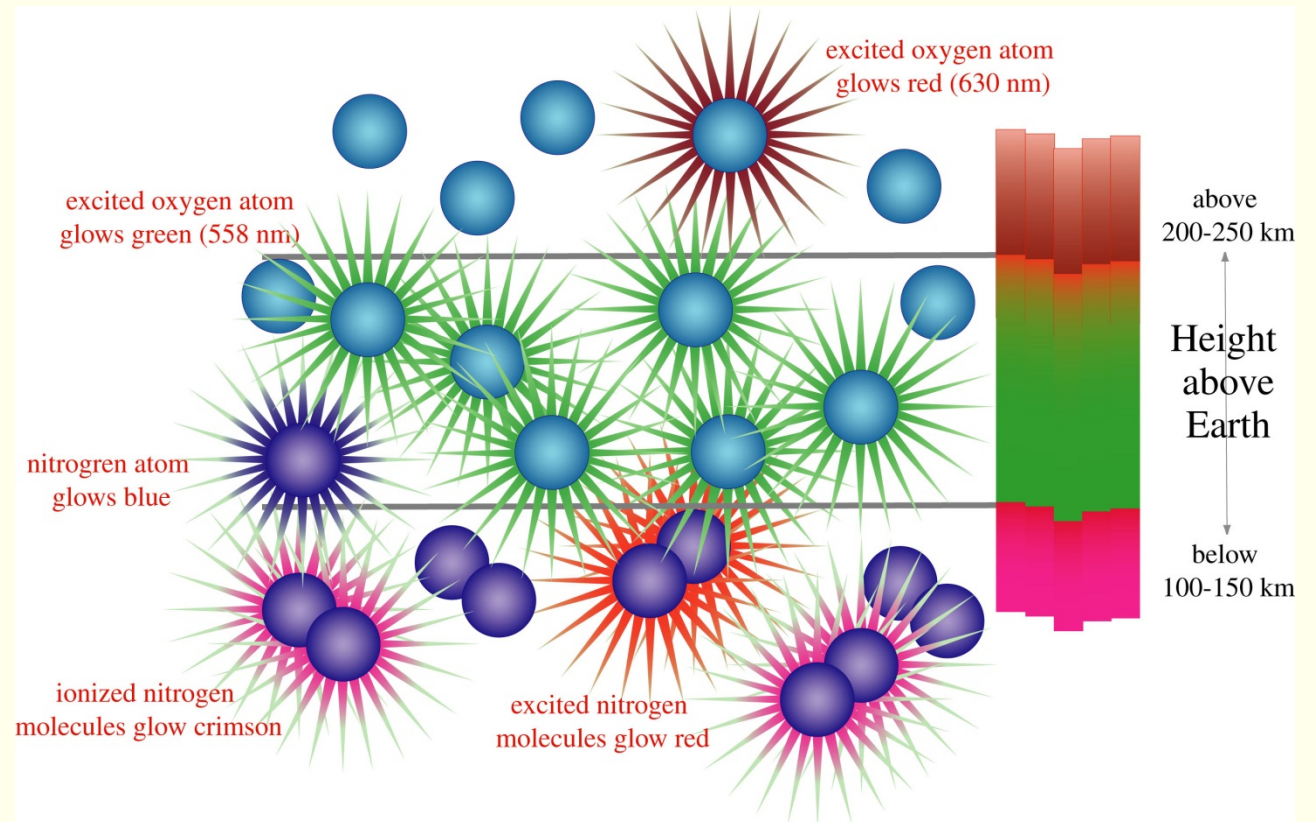 excited oxygen atom
glows red (630 nm)
excited oxygen atom
glows green (558 nm)
above
200-250 km
Height
above
Earth
nitrogren atom
glows blue
below
100-150 km
ionized nitrogen
molecules glow crimson
excited nitrogen
molecules glow red